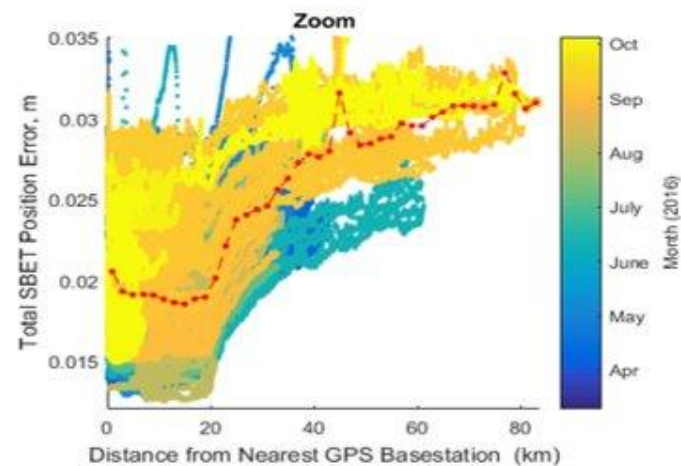 Zoom
0.035
0.03
0.025
0.02
0.015
Total SBET Position Error, m
0
20
40
60
80
Distance from Nearest GPS Basestation (km)
Oct
Sep
Aug
July
June
May
Apr
Month (2016)